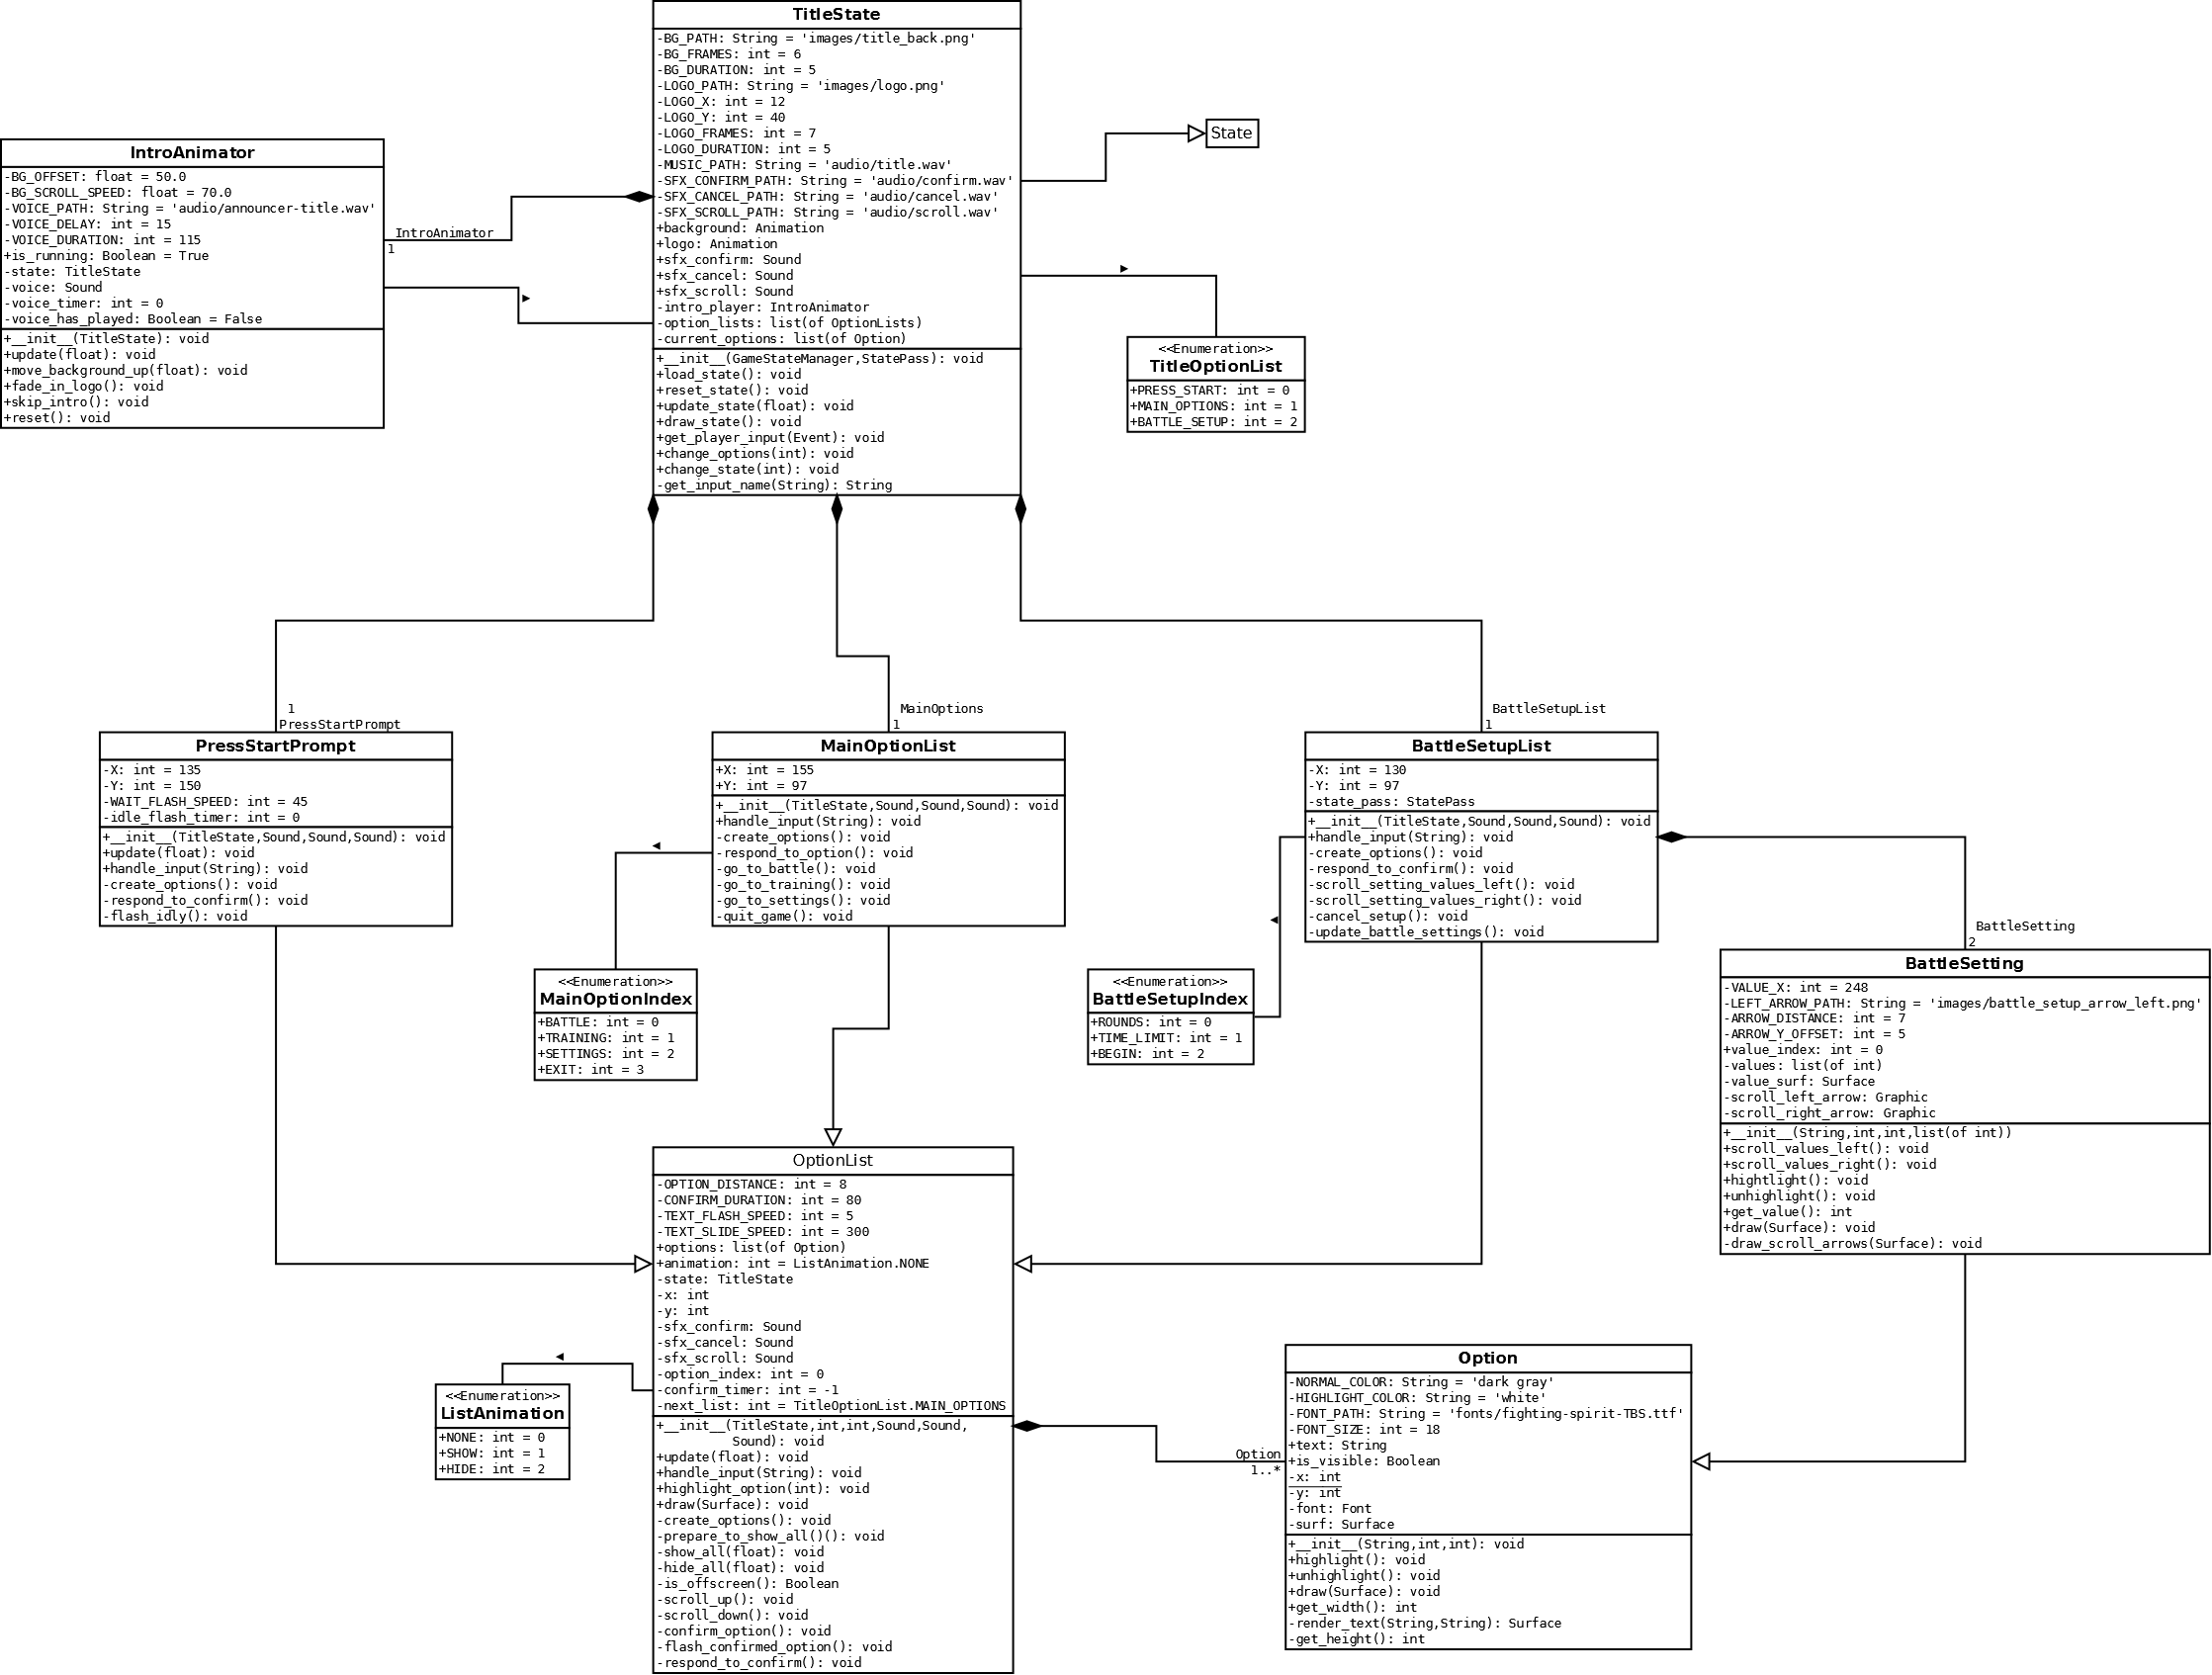 TitleState
-BG_PATH: String = 'images/title_back.png'
-BG_FRAMES: int = 6
-BG_DURATION: int = 5
-LOGO_PATH: String = 'images/logo.png'
-LOGO_X: int = 12
-LOGO_Y: int = 40
-LOGO_FRAMES: int = 7
-LOGO_DURATION: int = 5
-MUSIC_PATH: String = 'audio/title.wav'
-SFX_CONFIRM_PATH: String = 'audio/confirm.wav'
-SFX_CANCEL_PATH: String = 'audio/cancel.wav'
-SFX_SCROLL_PATH: String = 'audio/scroll.wav'
+background: Animation
+logo: Animation
+sfx_confirm: Sound
+sfx_cancel: Sound
+sfx_scroll: Sound
-intro_player: IntroAnimator
-option_lists: list(of OptionLists)
-current_options: list(of Option)
+__init__(GameStateManager,StatePass): void
+load_state(): void
+reset_state(): void
+update_state(float): void
+draw_state(): void
+get_player_input(Event): void
+change_options(int): void
+change_state(int): void
-get_input_name(String): String
State
IntroAnimator
-BG_OFFSET: float = 50.0
-BG_SCROLL_SPEED: float = 70.0
-VOICE_PATH: String = 'audio/announcer-title.wav'
-VOICE_DELAY: int = 15
-VOICE_DURATION: int = 115
+is_running: Boolean = True
-state: TitleState
-voice: Sound
-voice_timer: int = 0
-voice_has_played: Boolean = False
+__init__(TitleState): void
+update(float): void
+move_background_up(float): void
+fade_in_logo(): void
+skip_intro(): void
+reset(): void
IntroAnimator
1
<<Enumeration>>
TitleOptionList
+PRESS_START: int = 0
+MAIN_OPTIONS: int = 1
+BATTLE_SETUP: int = 2
1
PressStartPrompt
PressStartPrompt
-X: int = 135
-Y: int = 150
-WAIT_FLASH_SPEED: int = 45
-idle_flash_timer: int = 0
+__init__(TitleState,Sound,Sound,Sound): void
+update(float): void
+handle_input(String): void
-create_options(): void
-respond_to_confirm(): void
-flash_idly(): void
MainOptions
1
MainOptionList
+X: int = 155
+Y: int = 97
+__init__(TitleState,Sound,Sound,Sound): void
+handle_input(String): void
-create_options(): void
-respond_to_option(): void
-go_to_battle(): void
-go_to_training(): void
-go_to_settings(): void
-quit_game(): void
BattleSetupList
1
BattleSetupList
-X: int = 130
-Y: int = 97
-state_pass: StatePass
+__init__(TitleState,Sound,Sound,Sound): void
+handle_input(String): void
-create_options(): void
-respond_to_confirm(): void
-scroll_setting_values_left(): void
-scroll_setting_values_right(): void
-cancel_setup(): void
-update_battle_settings(): void
<<Enumeration>>
MainOptionIndex
+BATTLE: int = 0
+TRAINING: int = 1
+SETTINGS: int = 2
+EXIT: int = 3
<<Enumeration>>
BattleSetupIndex
+ROUNDS: int = 0
+TIME_LIMIT: int = 1
+BEGIN: int = 2
BattleSetting
2
BattleSetting
-VALUE_X: int = 248
-LEFT_ARROW_PATH: String = 'images/battle_setup_arrow_left.png'
-ARROW_DISTANCE: int = 7
-ARROW_Y_OFFSET: int = 5
+value_index: int = 0
-values: list(of int)
-value_surf: Surface
-scroll_left_arrow: Graphic
-scroll_right_arrow: Graphic
+__init__(String,int,int,list(of int))
+scroll_values_left(): void
+scroll_values_right(): void
+hightlight(): void
+unhighlight(): void
+get_value(): int
+draw(Surface): void
-draw_scroll_arrows(Surface): void
OptionList
-OPTION_DISTANCE: int = 8
-CONFIRM_DURATION: int = 80
-TEXT_FLASH_SPEED: int = 5
-TEXT_SLIDE_SPEED: int = 300
+options: list(of Option)
+animation: int = ListAnimation.NONE
-state: TitleState
-x: int
-y: int
-sfx_confirm: Sound
-sfx_cancel: Sound
-sfx_scroll: Sound
-option_index: int = 0
-confirm_timer: int = -1
-next_list: int = TitleOptionList.MAIN_OPTIONS
+__init__(TitleState,int,int,Sound,Sound,
Sound): void
+update(float): void
+handle_input(String): void
+highlight_option(int): void
+draw(Surface): void
-create_options(): void
-prepare_to_show_all()(): void
-show_all(float): void
-hide_all(float): void
-is_offscreen(): Boolean
-scroll_up(): void
-scroll_down(): void
-confirm_option(): void
-flash_confirmed_option(): void
-respond_to_confirm(): void
<<Enumeration>>
ListAnimation
+NONE: int = 0
+SHOW: int = 1
+HIDE: int = 2
Option
1..*
Option
-NORMAL_COLOR: String = 'dark gray'
-HIGHLIGHT_COLOR: String = 'white'
-FONT_PATH: String = 'fonts/fighting-spirit-TBS.ttf'
-FONT_SIZE: int = 18
+text: String
+is_visible: Boolean
-x: int
-y: int
-font: Font
-surf: Surface
+__init__(String,int,int): void
+highlight(): void
+unhighlight(): void
+draw(Surface): void
+get_width(): int
-render_text(String,String): Surface
-get_height(): int